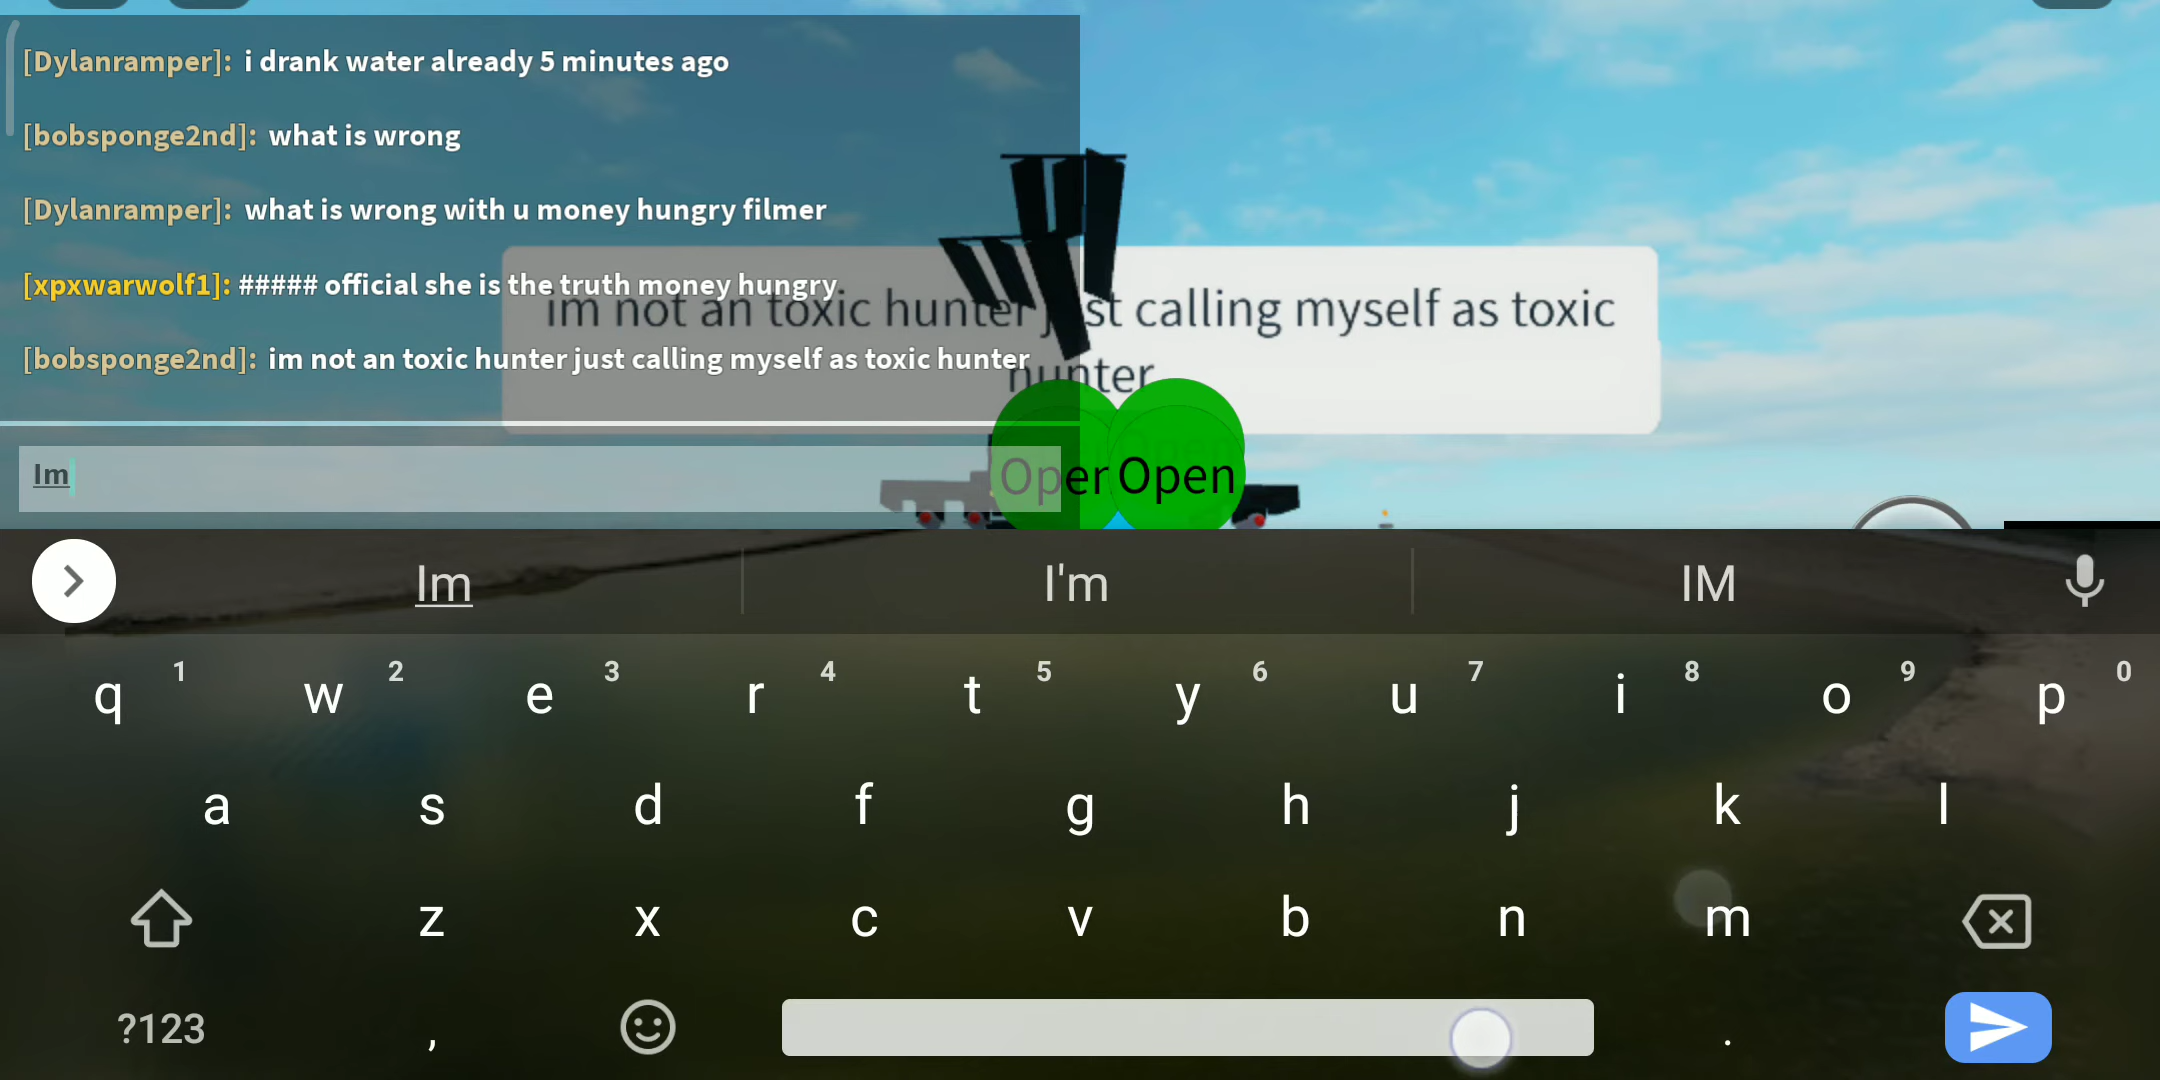 [Dylanramper]: i drank water already 5 minutes ago
[bobsponge2nd]: what is wrong
[Dylanramper]: what is wrong with u money hungry filmer
[xpxwarwolf1]: ##### official she is the truth money hungry
[bobsponge2nd]: im not an toxic hunter just calling myself as toxic hunter
im not an toxic hunter just calling myself as toxic
hunter
Im
Open Open
Im I'm IM
1 2 3 4 5 6 7 8 9 0
q w e r t y u i o p
a s d f g h j k l
z x c v b n m
?123 , .